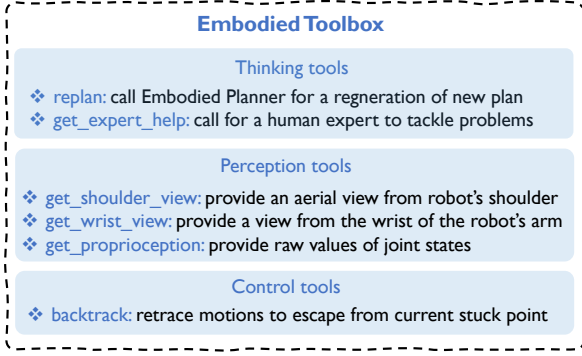 Embodied Toolbox
Thinking tools
❖ replan: call Embodied Planner for a regneration of new plan
❖ get_expert_help: call for a human expert to tackle problems
Perception tools
❖ get_shoulder_view: provide an aerial view from robot's shoulder
❖ get_wrist_view: provide a view from the wrist of the robot's arm
❖ get_proprioception: provide raw values of joint states
Control tools
❖ backtrack: retrace motions to escape from current stuck point